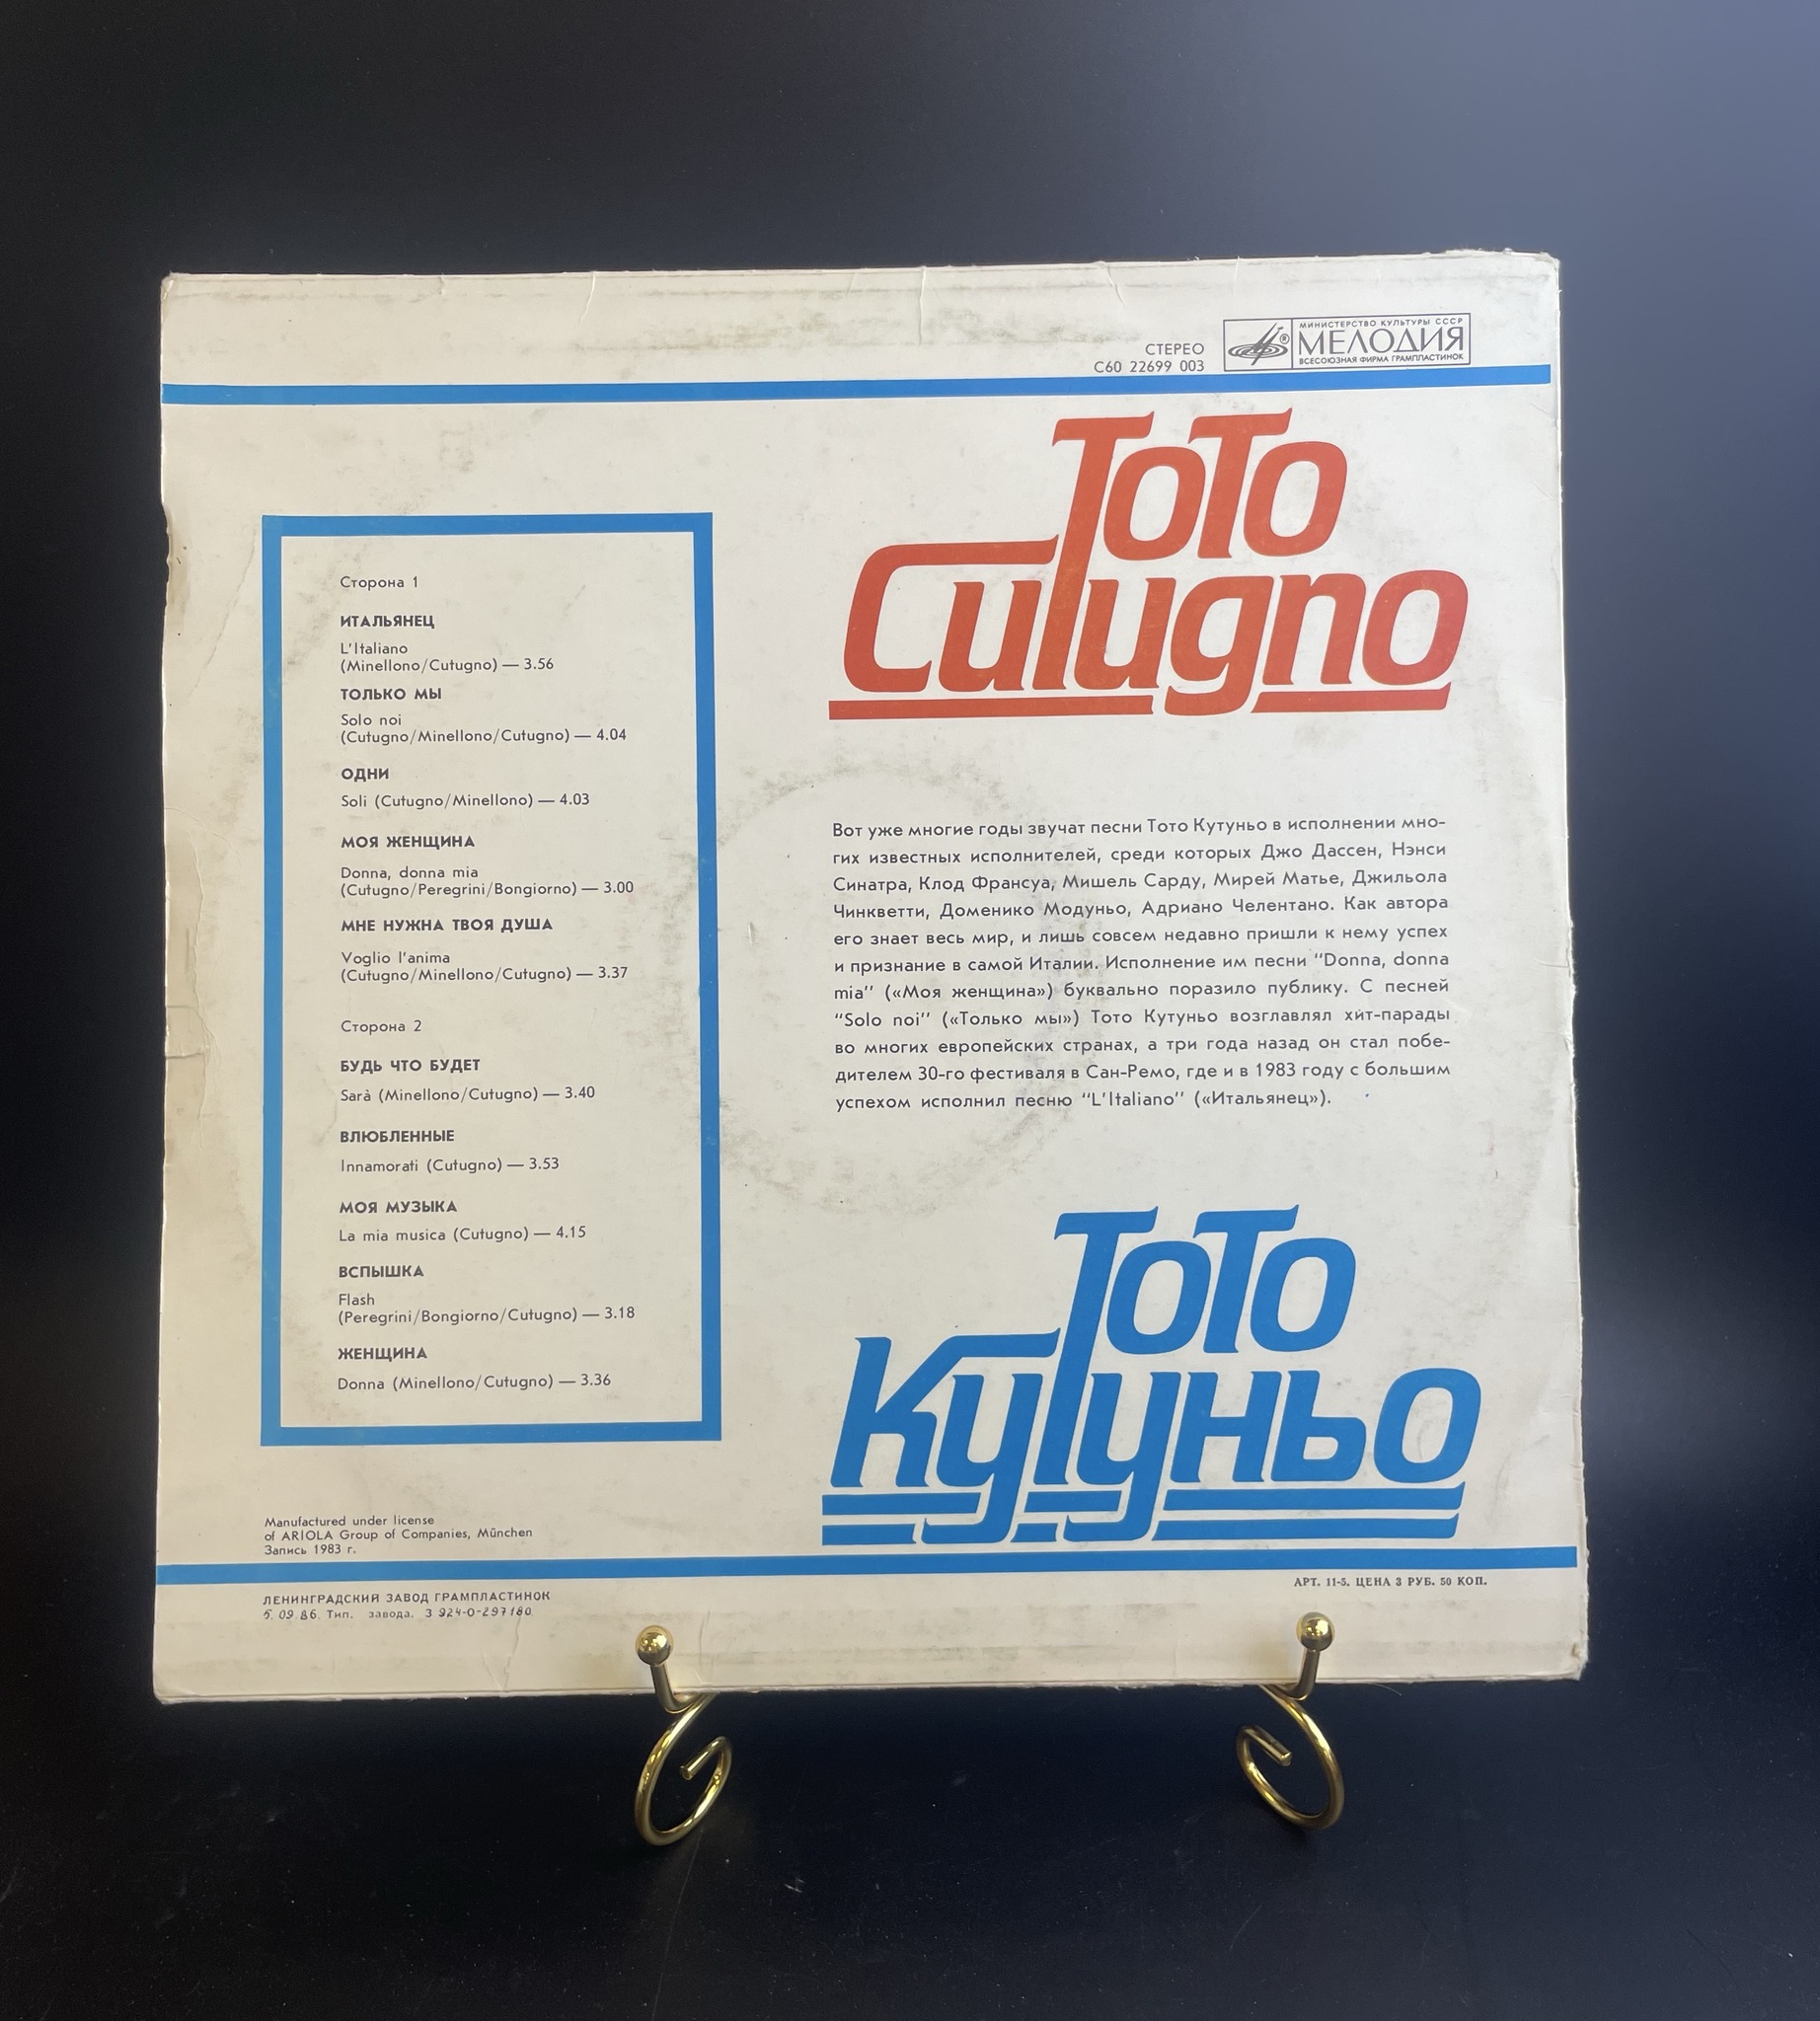 СТЕРЕО
С60 22699 003
МИНИСТЕРСТВО КУЛЬТУРЫ СССР
МЕЛОДИЯ
ВСЕСОЮЗНАЯ ФИРМА ГРАМПЛАСТИНОК
ToTo
Cutugno
Сторона 1
ИТАЛЬЯНЕЦ
L'Italiano
(Minellono/Cutugno) — 3.56
ТОЛЬКО МЫ
Solo noi
(Cutugno/Minellono/Cutugno) — 4.04
ОДНИ
Soli (Cutugno/Minellono) — 4.03
МОЯ ЖЕНЩИНА
Donna, donna mia
(Cutugno/Peregrini/Bongiorno) — 3.00
МНЕ НУЖНА ТВОЯ ДУША
Voglio l'anima
(Cutugno/Minellono/Cutugno) — 3.37
Сторона 2
БУДЬ ЧТО БУДЕТ
Sarà (Minellono/Cutugno) — 3.40
ВЛЮБЛЕННЫЕ
Innamorati (Cutugno) — 3.53
МОЯ МУЗЫКА
La mia musica (Cutugno) — 4.15
ВСПЫШКА
Flash
(Peregrini/Bongiorno/Cutugno) — 3.18
ЖЕНЩИНА
Donna (Minellono/Cutugno) — 3.36
Вот уже многие годы звучат песни Тото Кутуньо в исполнении мно-
гих известных исполнителей, среди которых Джо Дассен, Нэнси
Синатра, Клод Франсуа, Мишель Сарду, Мирей Матье, Джильола
Чинкветти, Доменико Модуньо, Адриано Челентано. Как автора
его знает весь мир, и лишь совсем недавно пришли к нему успех
и признание в самой Италии. Исполнение им песни "Donna, donna
mia" («Моя женщина») буквально поразило публику. С песней
"Solo noi" («Только мы») Тото Кутуньо возглавлял хит-парады
во многих европейских странах, а три года назад он стал побе-
дителем 30-го фестиваля в Сан-Ремо, где и в 1983 году с большим
успехом исполнил песню "L'Italiano" («Итальянец»).
ТоТо
Кутуньо
Manufactured under license
of ARIOLA Group of Companies, München
Запись 1983 г.
ЛЕНИНГРАДСКИЙ ЗАВОД ГРАМПЛАСТИНОК
5. 09.86. Тип. завода. З 924-0-297180.
АРТ. 11-5. ЦЕНА 3 РУБ. 50 КОП.